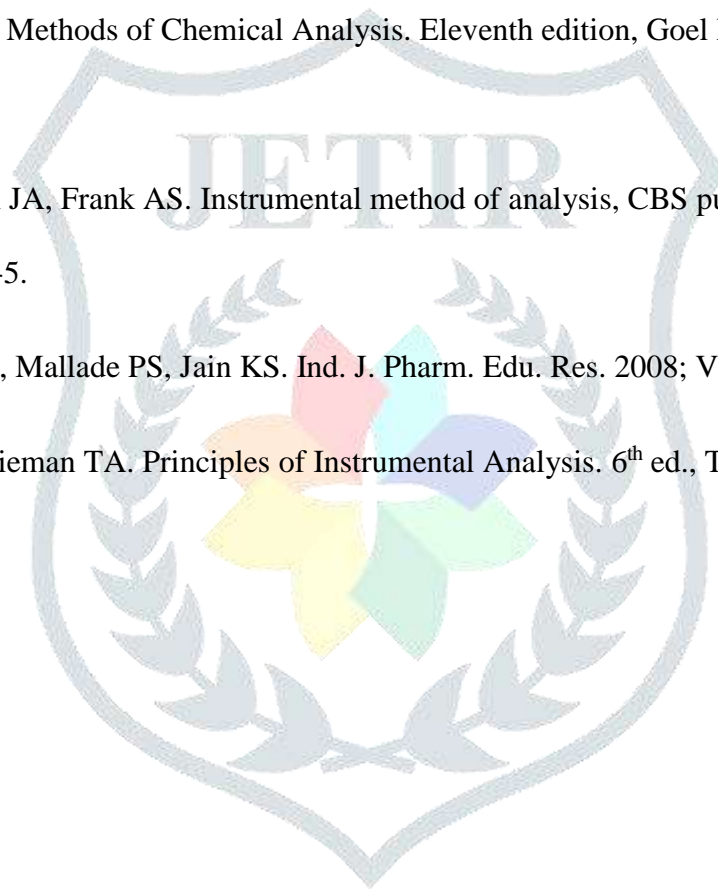 Methods of Chemical Analysis. Eleventh edition, Goel
JETIR
JA, Frank AS. Instrumental method of analysis, CBS
5.
, Mallade PS, Jain KS. Ind. J. Pharm. Edu. Res. 2008; V
ieman TA. Principles of Instrumental Analysis. 6th ed., T